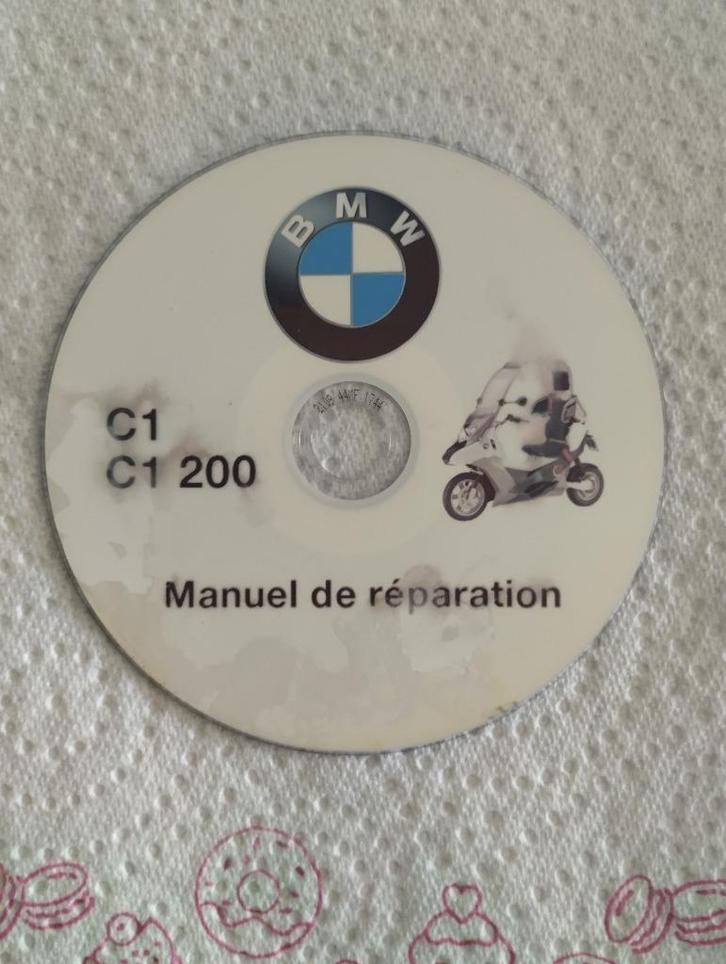 BMW
C1
C1 200
Manuel de réparation